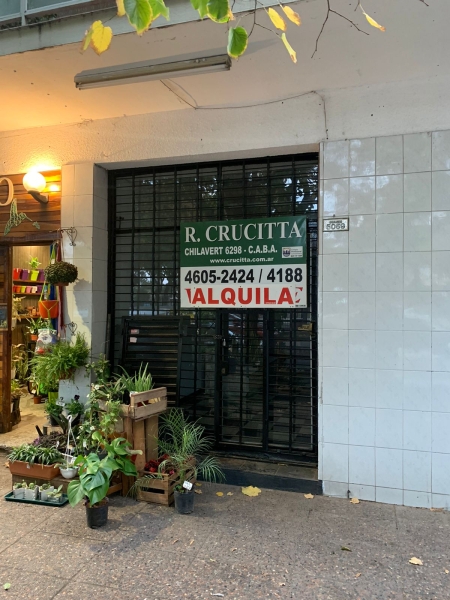 R. CRUCITTA
CHILAVERT 6298 - C.A.B.A.
www.crucitta.com.ar
4605-2424 / 4188
ALQUILA
6069